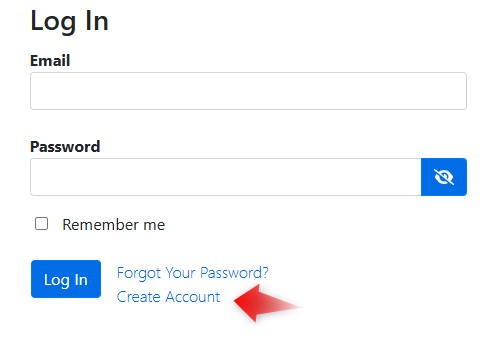 Log In
Email
Password
Remember me
Log In
Forgot Your Password?
Create Account